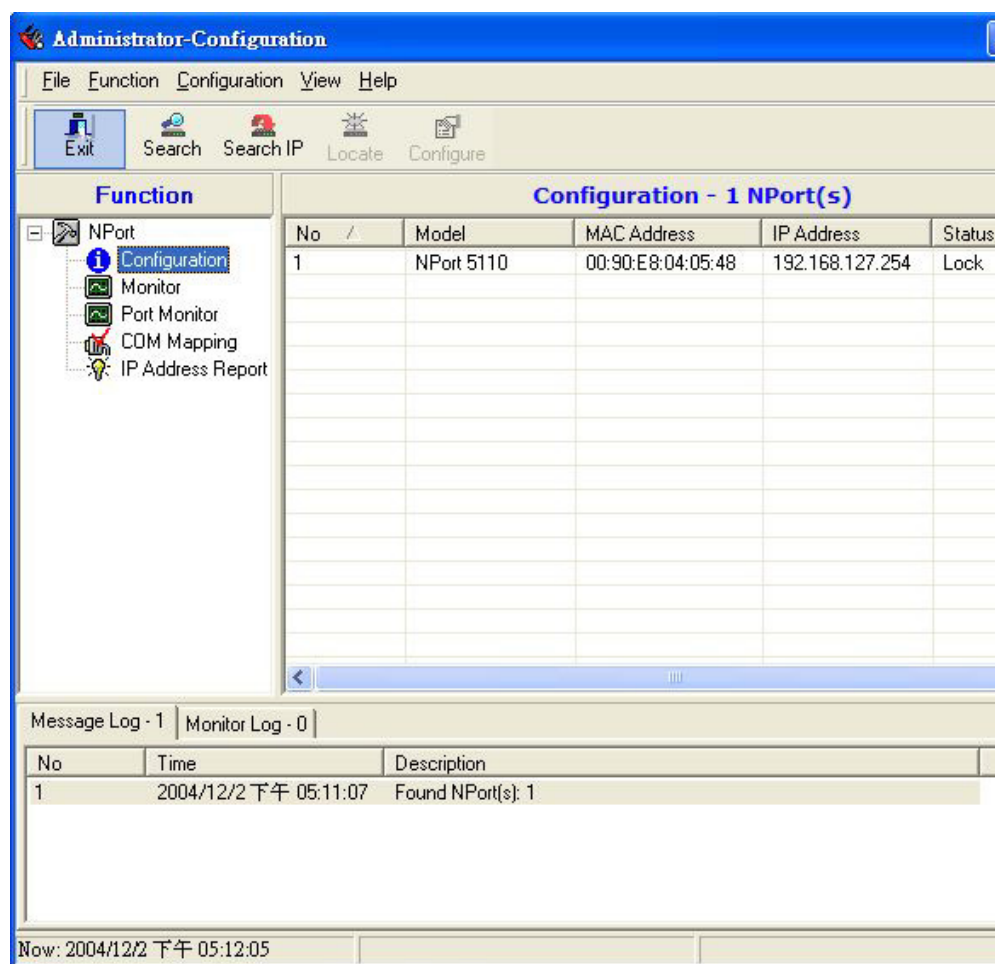 Administrator-Configuration
File Function Configuration View Help
Exit Search Search IP Locate Configure
Function
Configuration - 1 NPort(s)
NPort
Configuration
Monitor
Port Monitor
COM Mapping
IP Address Report
No Model MAC Address IP Address Status
1 NPort 5110 00:90:E8:04:05:48 192.168.127.254 Lock
Message Log - 1 Monitor Log - 0
No Time Description
1 2004/12/2 下午 05:11:07 Found NPort(s): 1
Now: 2004/12/2 下午 05:12:05